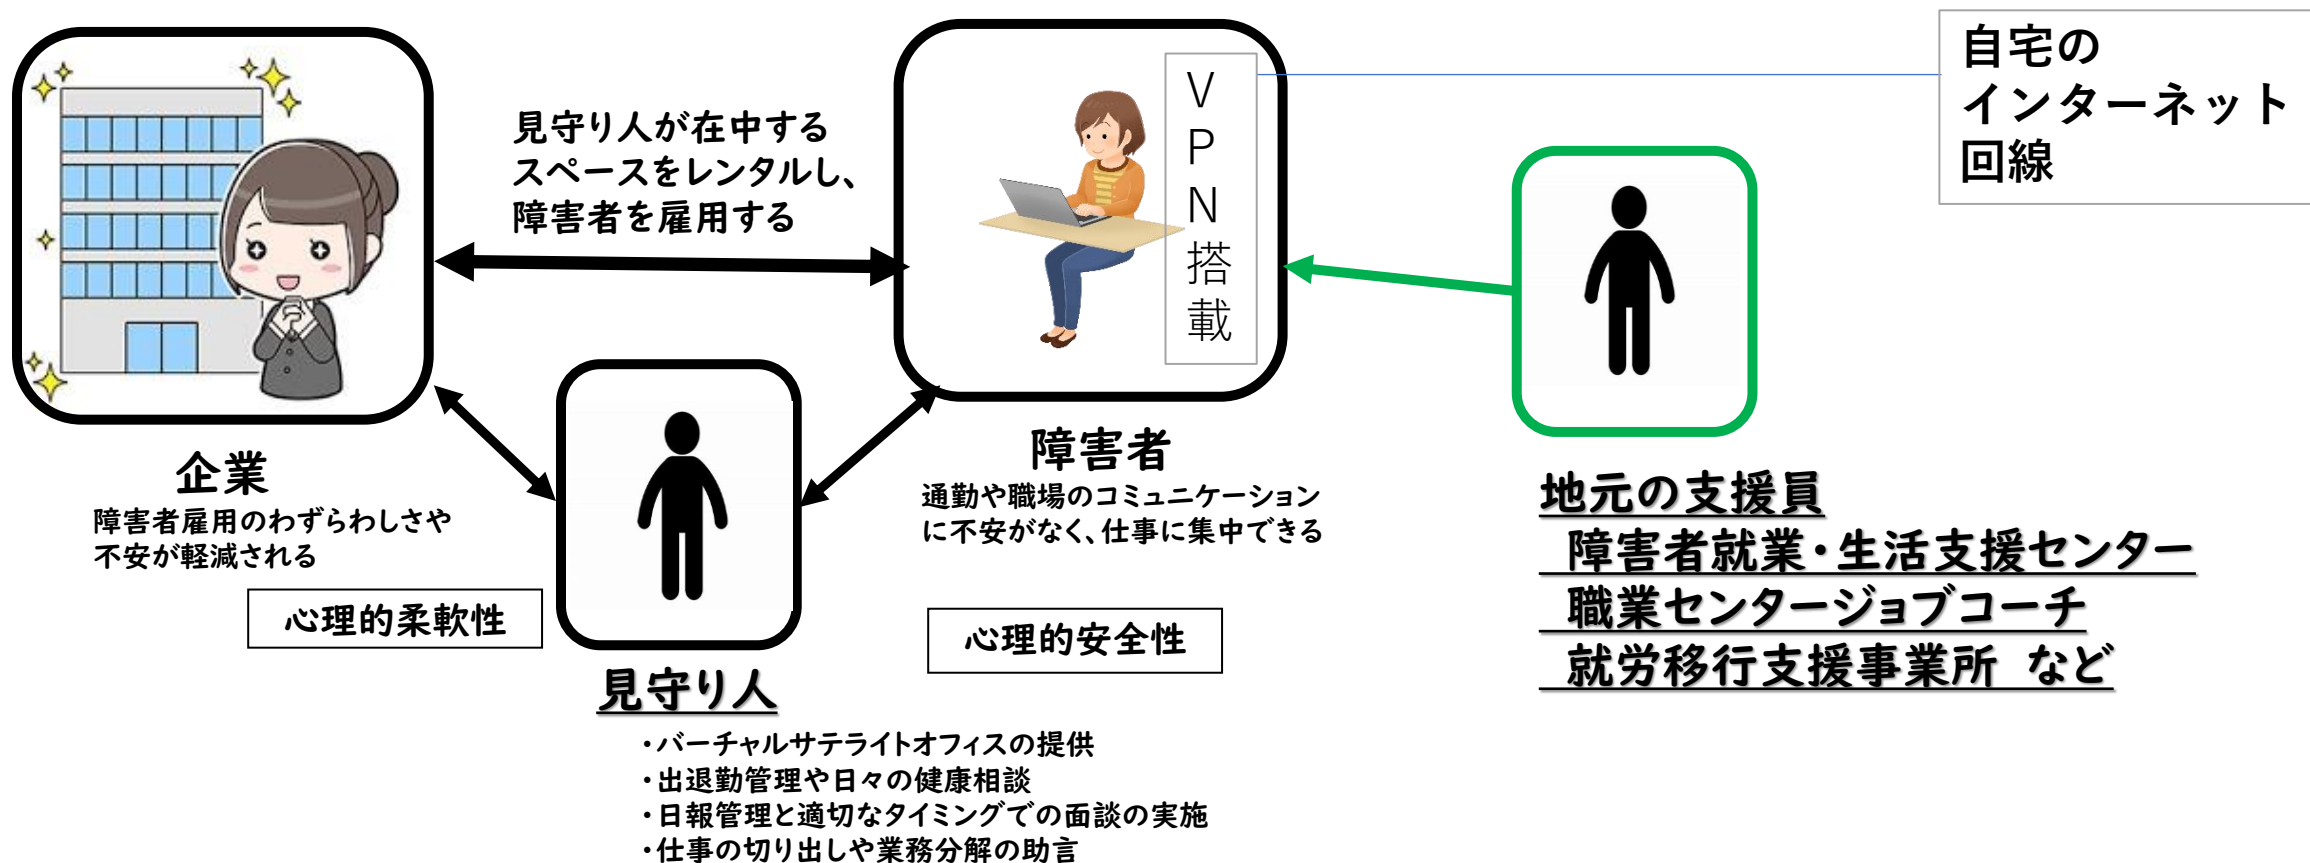 自宅の
インターネット
回線
VPN搭載
見守り人が在中する
スペースをレンタルし、
障害者を雇用する
企業
障害者雇用のわずらわしさや
不安が軽減される
心理的柔軟性
障害者
通勤や職場のコミュニケーション
に不安がなく、仕事に集中できる
心理的安全性
地元の支援員
障害者就業・生活支援センター
職業センタージョブコーチ
就労移行支援事業所 など
見守り人
・バーチャルサテライトオフィスの提供
・出退勤管理や日々の健康相談
・日報管理と適切なタイミングでの面談の実施
・仕事の切り出しや業務分解の助言